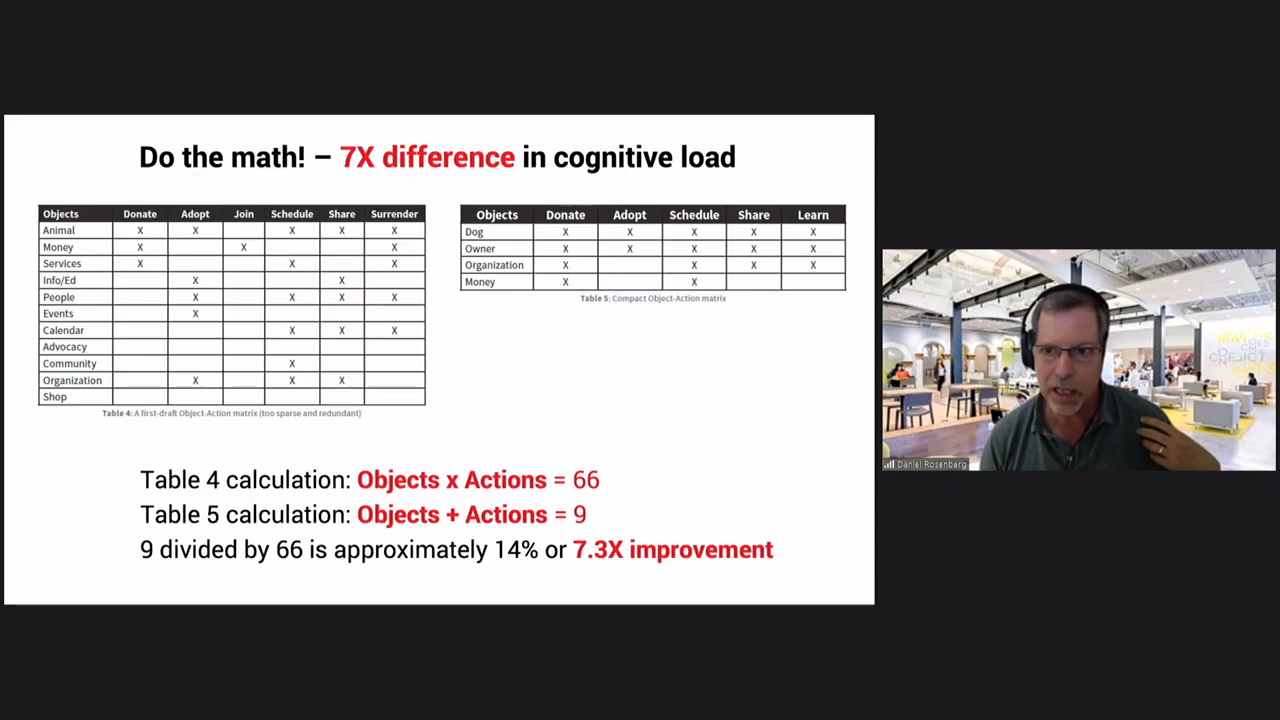 Do the math! – 7X difference in cognitive load
Objects Donate Adopt Join Schedule Share Surrender
Animal X X X X X
Money X X X
Services X X X
Info/Ed X X
People X X X X
Events X
Calendar X X X
Advocacy
Community X
Organization X X X
Shop
Table 4: A first-draft Object-Action matrix (too sparse and redundant)
Objects Donate Adopt Schedule Share Learn
Dog X X X X X
Owner X X X X X
Organization X X X X
Money X X
Table 5: Compact Object-Action matrix
Table 4 calculation: Objects x Actions = 66
Table 5 calculation: Objects + Actions = 9
9 divided by 66 is approximately 14% or 7.3X improvement
Daniel Rosenberg